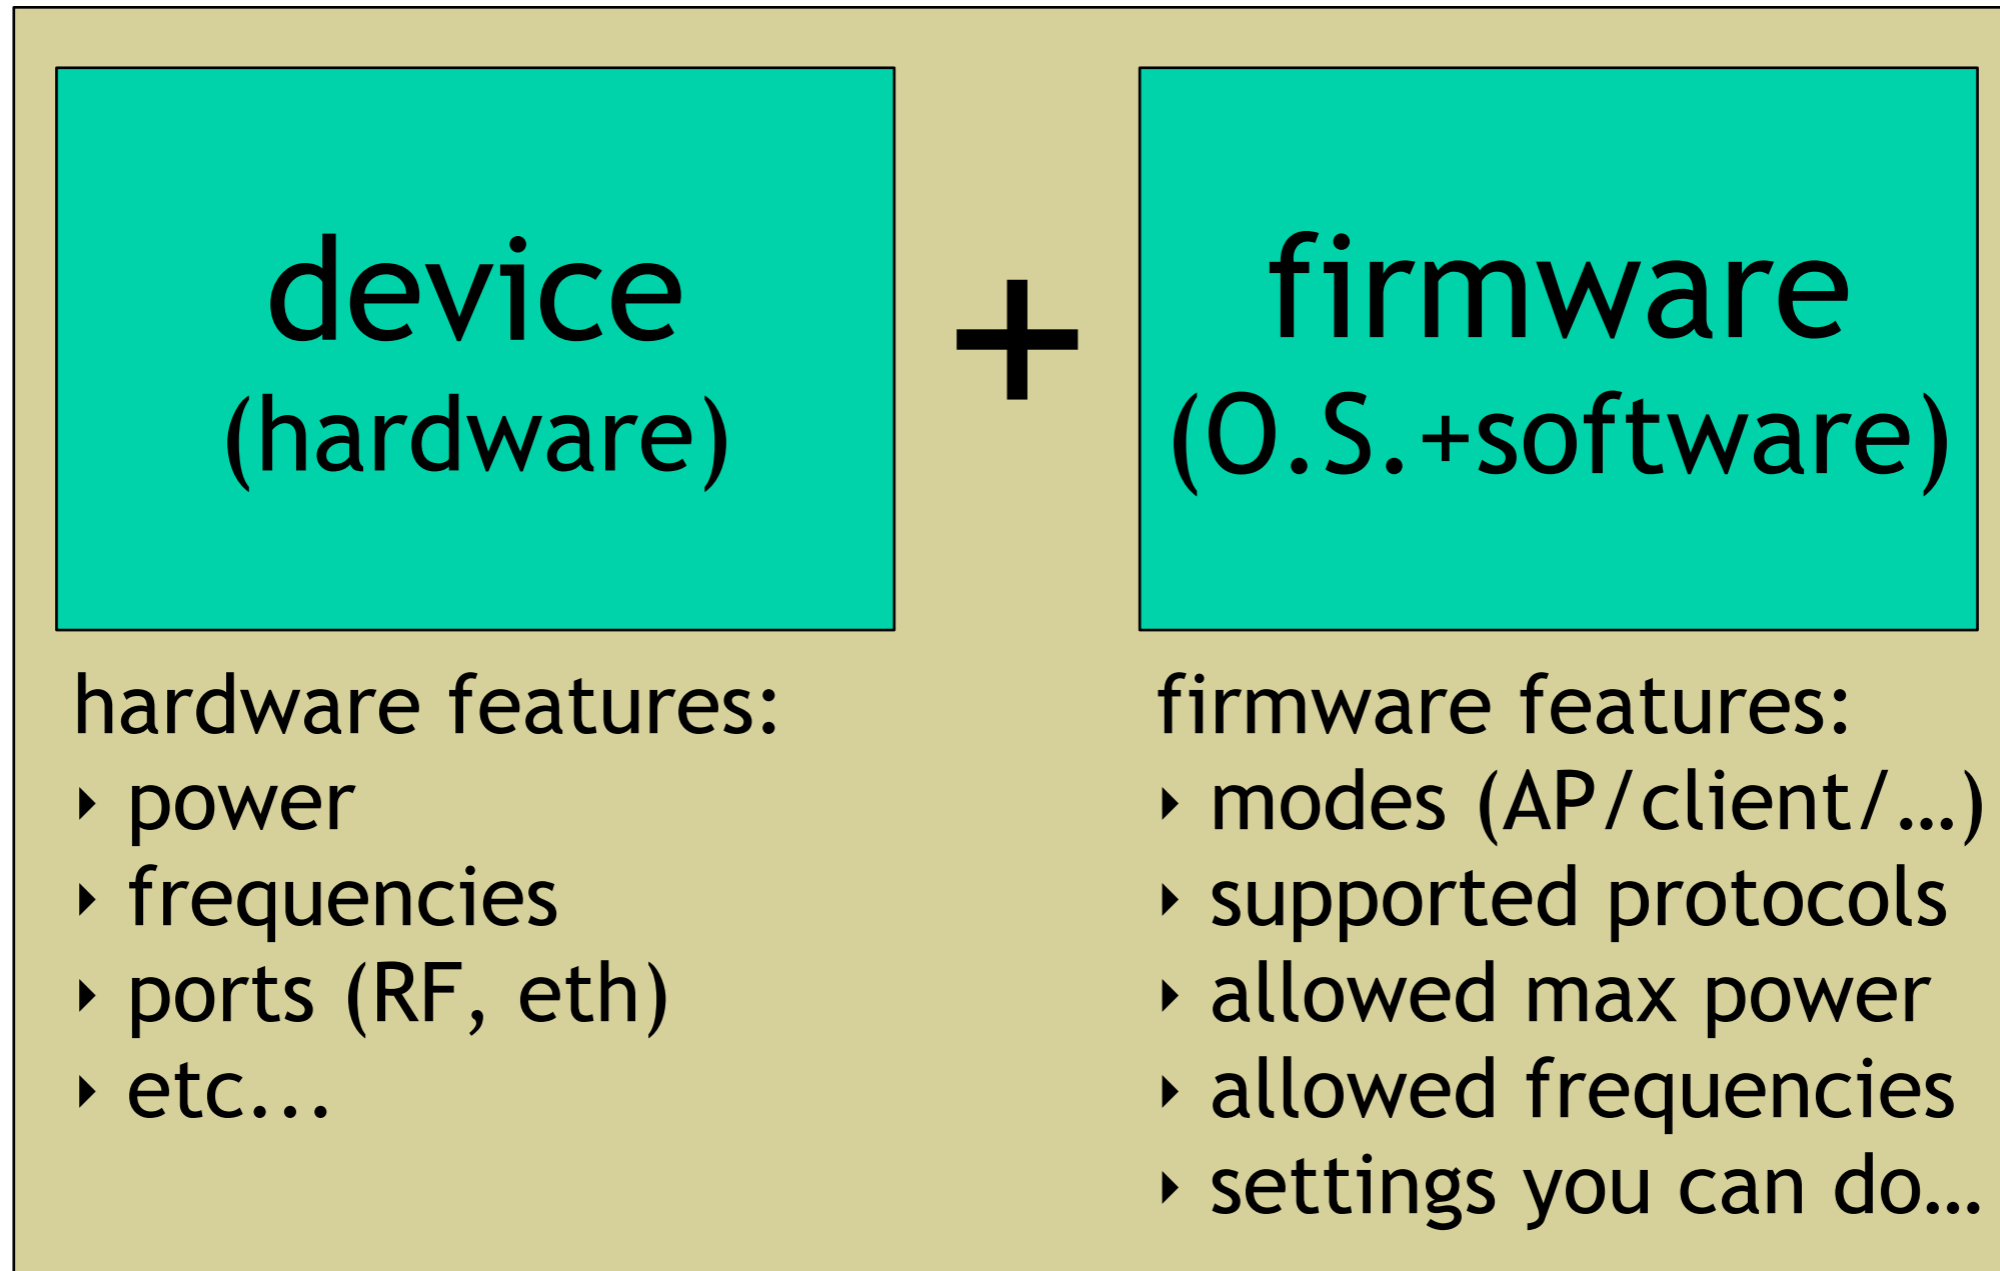 device
(hardware)
+
firmware
(O.S.+software)
hardware features:
‣ power
‣ frequencies
‣ ports (RF, eth)
‣ etc...
firmware features:
‣ modes (AP/client/…)
‣ supported protocols
‣ allowed max power
‣ allowed frequencies
‣ settings you can do…